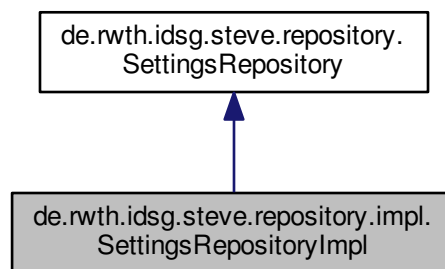 de.rwth.idsg.steve.repository.
SettingsRepository
de.rwth.idsg.steve.repository.impl.
SettingsRepositoryImpl